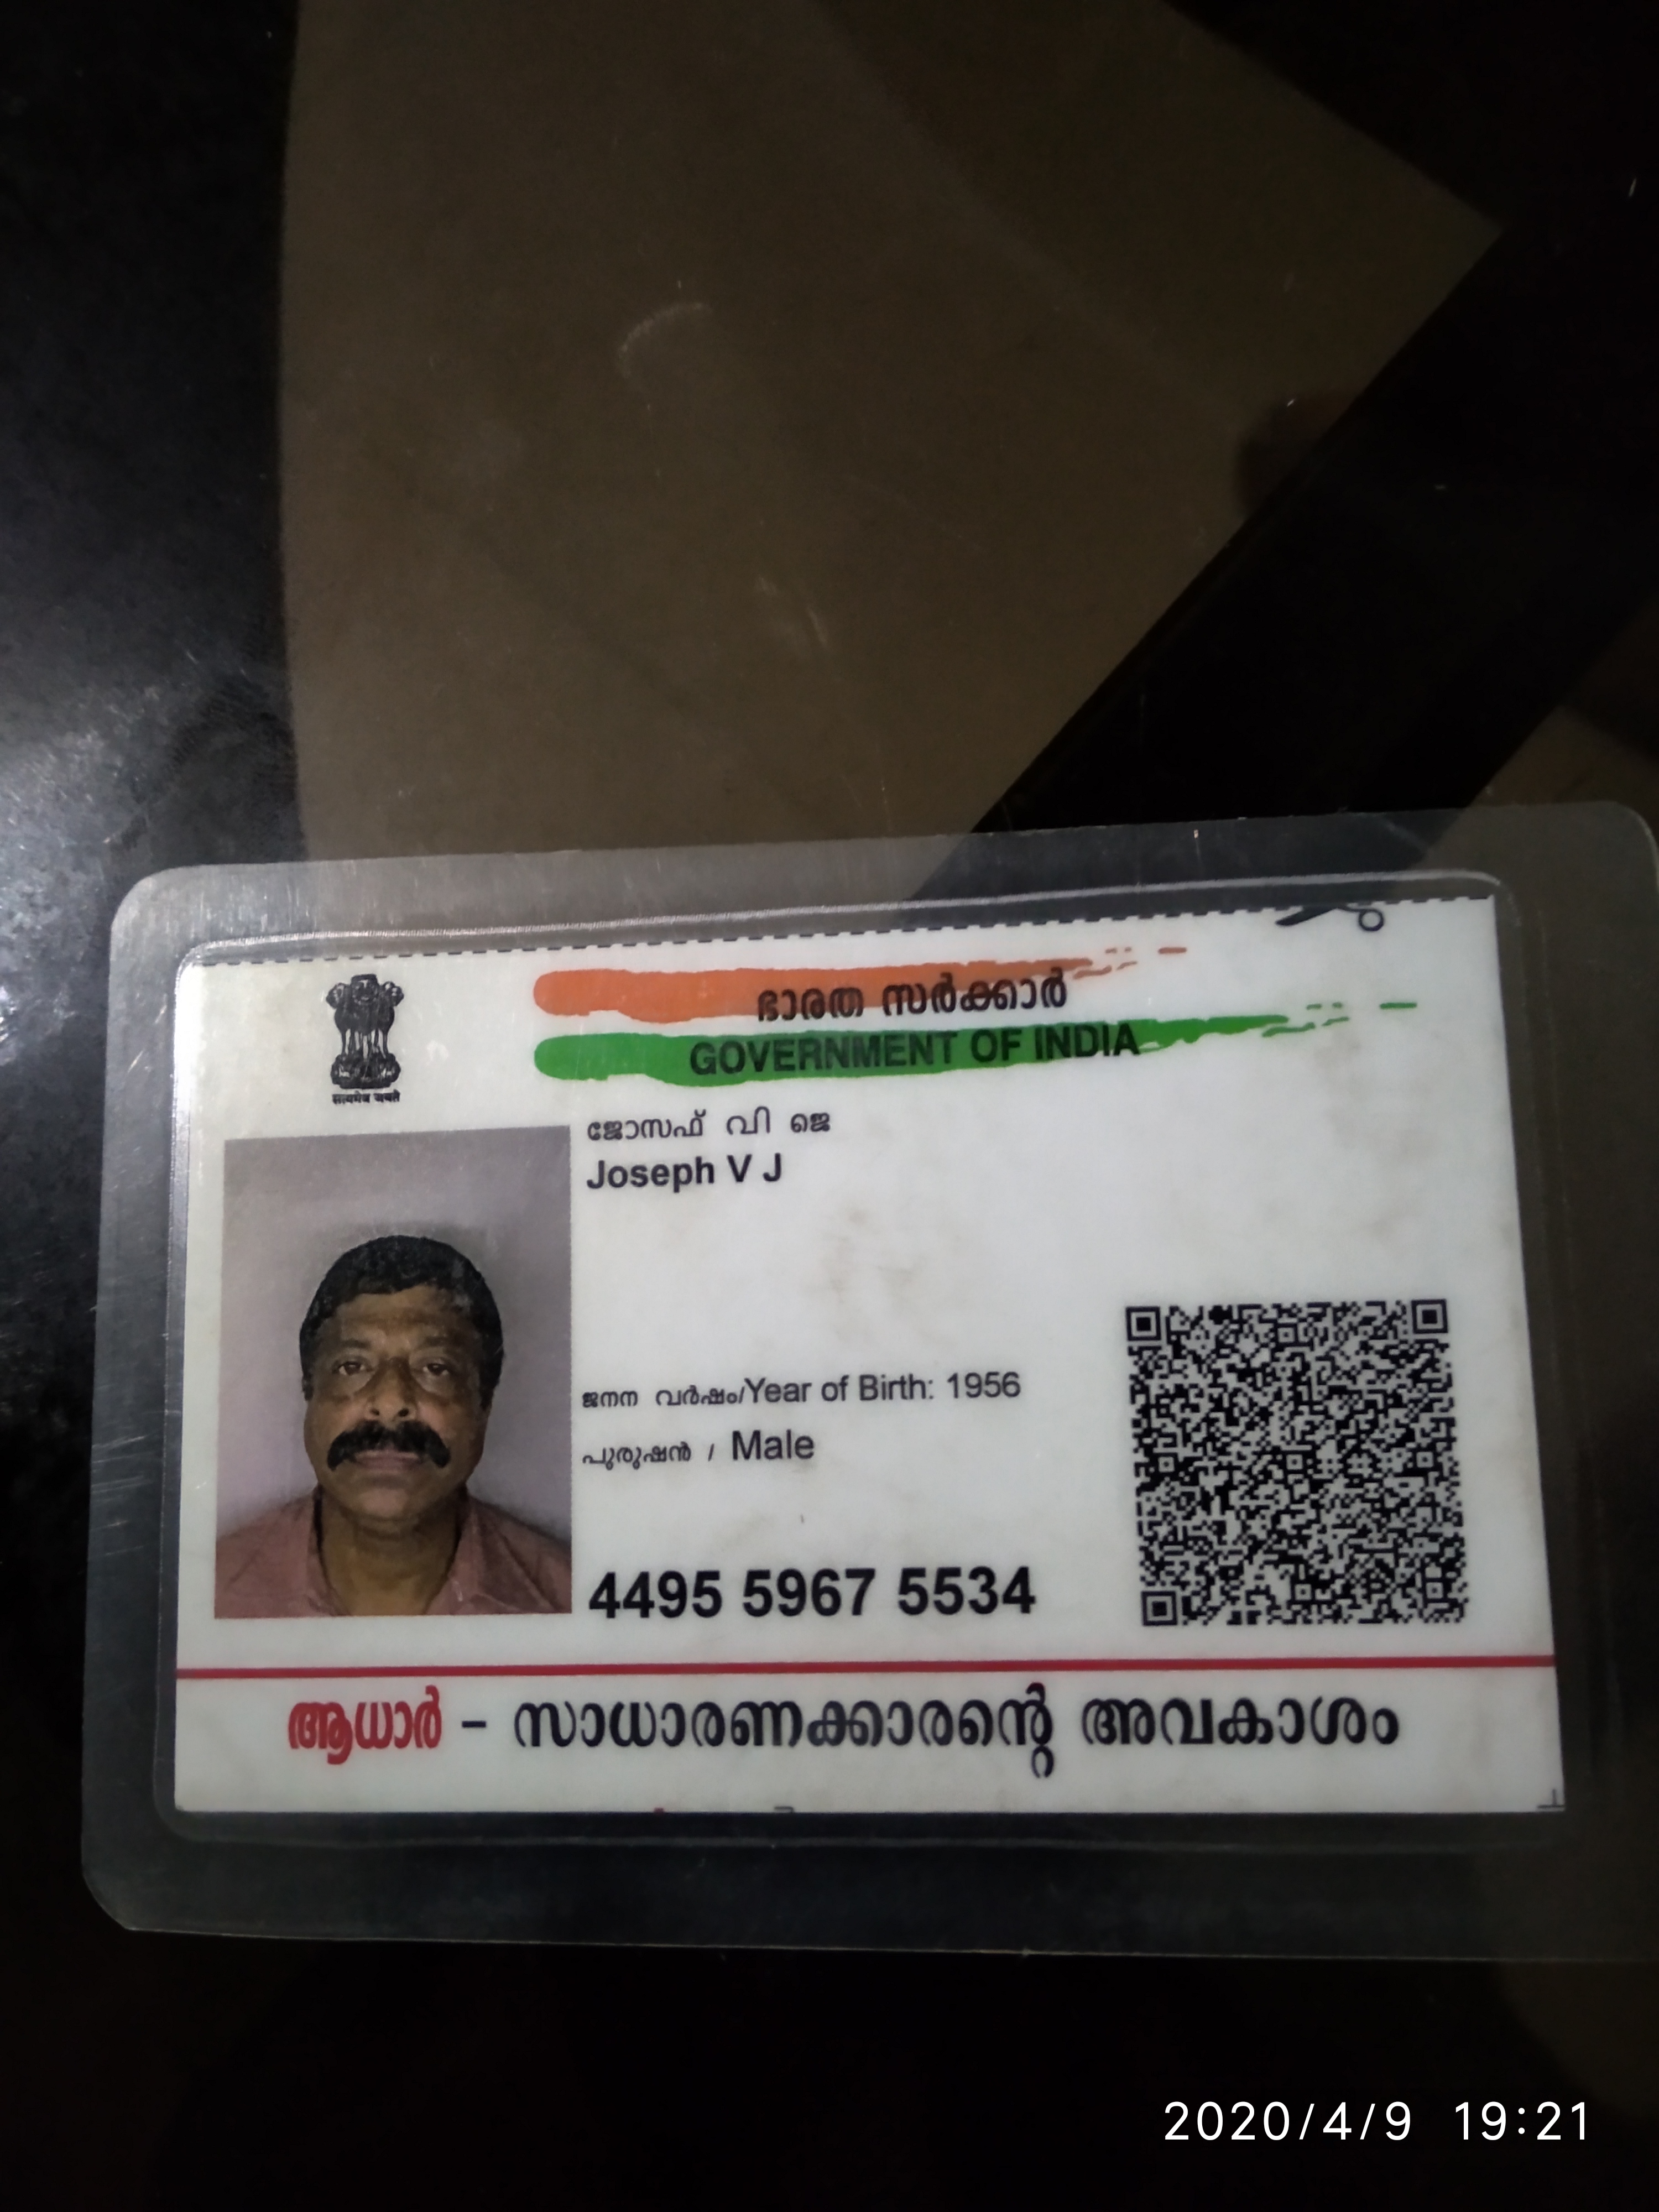 ഭാരത സർക്കാർ
GOVERNMENT OF INDIA
सत्यमेव जयते
ജോസഫ് വി ജെ
Joseph V J
ജനന വർഷം/Year of Birth: 1956
പുരുഷൻ / Male
4495 5967 5534
ആധാർ - സാധാരണക്കാരന്റെ അവകാശം
2020/4/9 19:21